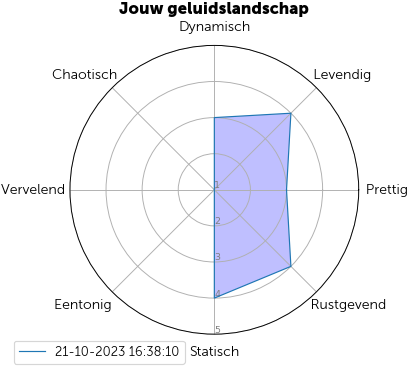 Jouw geluidslandschap
Dynamisch
Chaotisch
Levendig
Vervelend
Prettig
1
2
3
4
5
Eentonig
Rustgevend
Statisch
21-10-2023 16:38:10